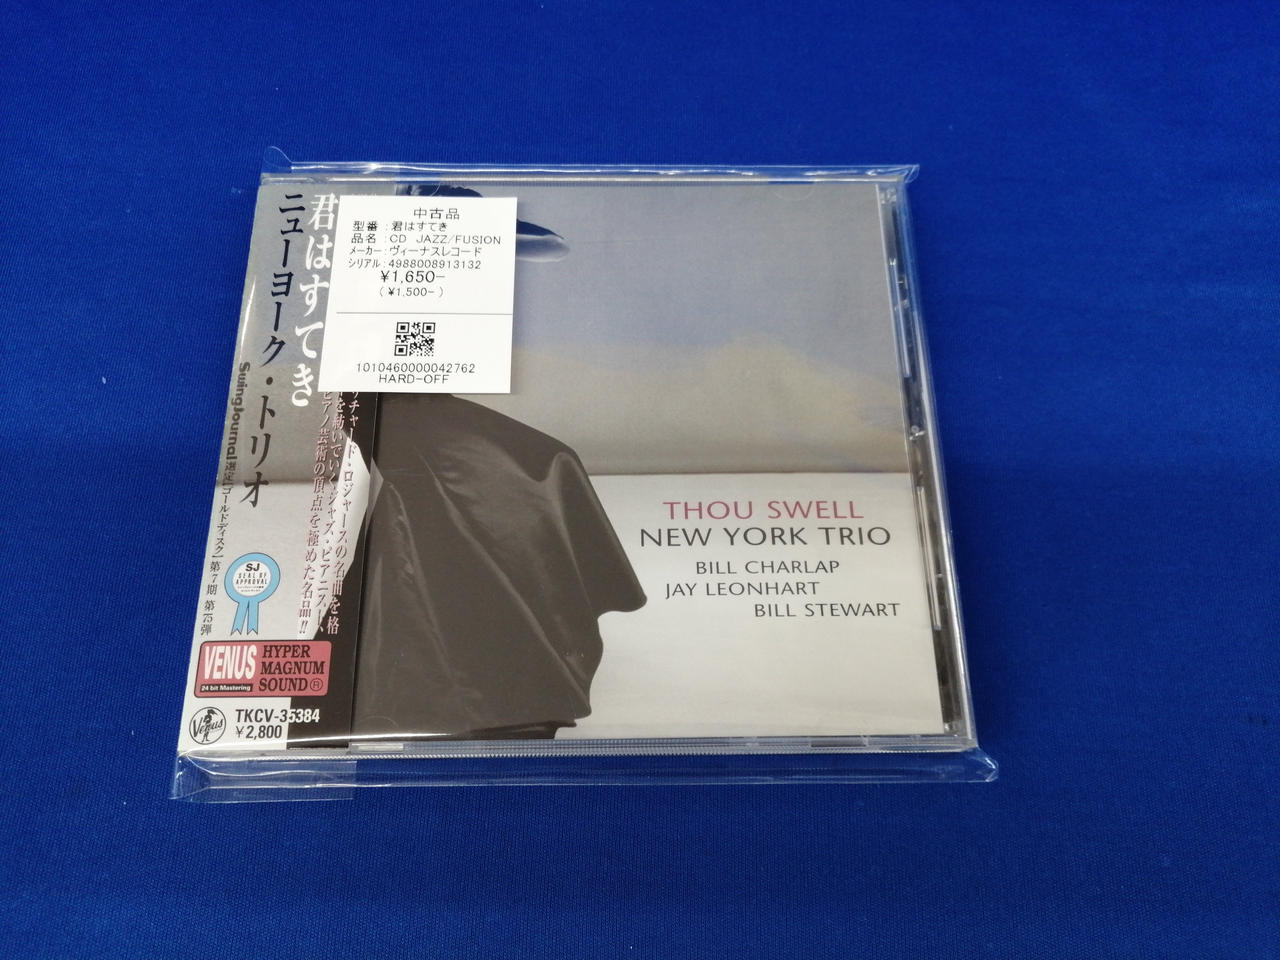 君はすてき
ニューヨーク・トリオ
SwingJournal選定【ゴールドディスク】第7期 第75弾
リチャード・ロジャースの名曲を格
を紡いでいくジャズ・ピアニスト、
ピアノ芸術の頂点を極めた名品!!
SJ
SEAL OF
APPROVAL
VENUS
24 bit Mastering
HYPER
MAGNUM
SOUND®
Venus
TKCV-35384
¥2,800
中古品
型番 :君はすてき
品名 :CD JAZZ/FUSION
メーカー:ヴィーナスレコード
シリアル:4988008913132
¥1,650-
(¥1,500-)
1010460000042762
HARD-OFF
THOU SWELL
NEW YORK TRIO
BILL CHARLAP
JAY LEONHART
BILL STEWART